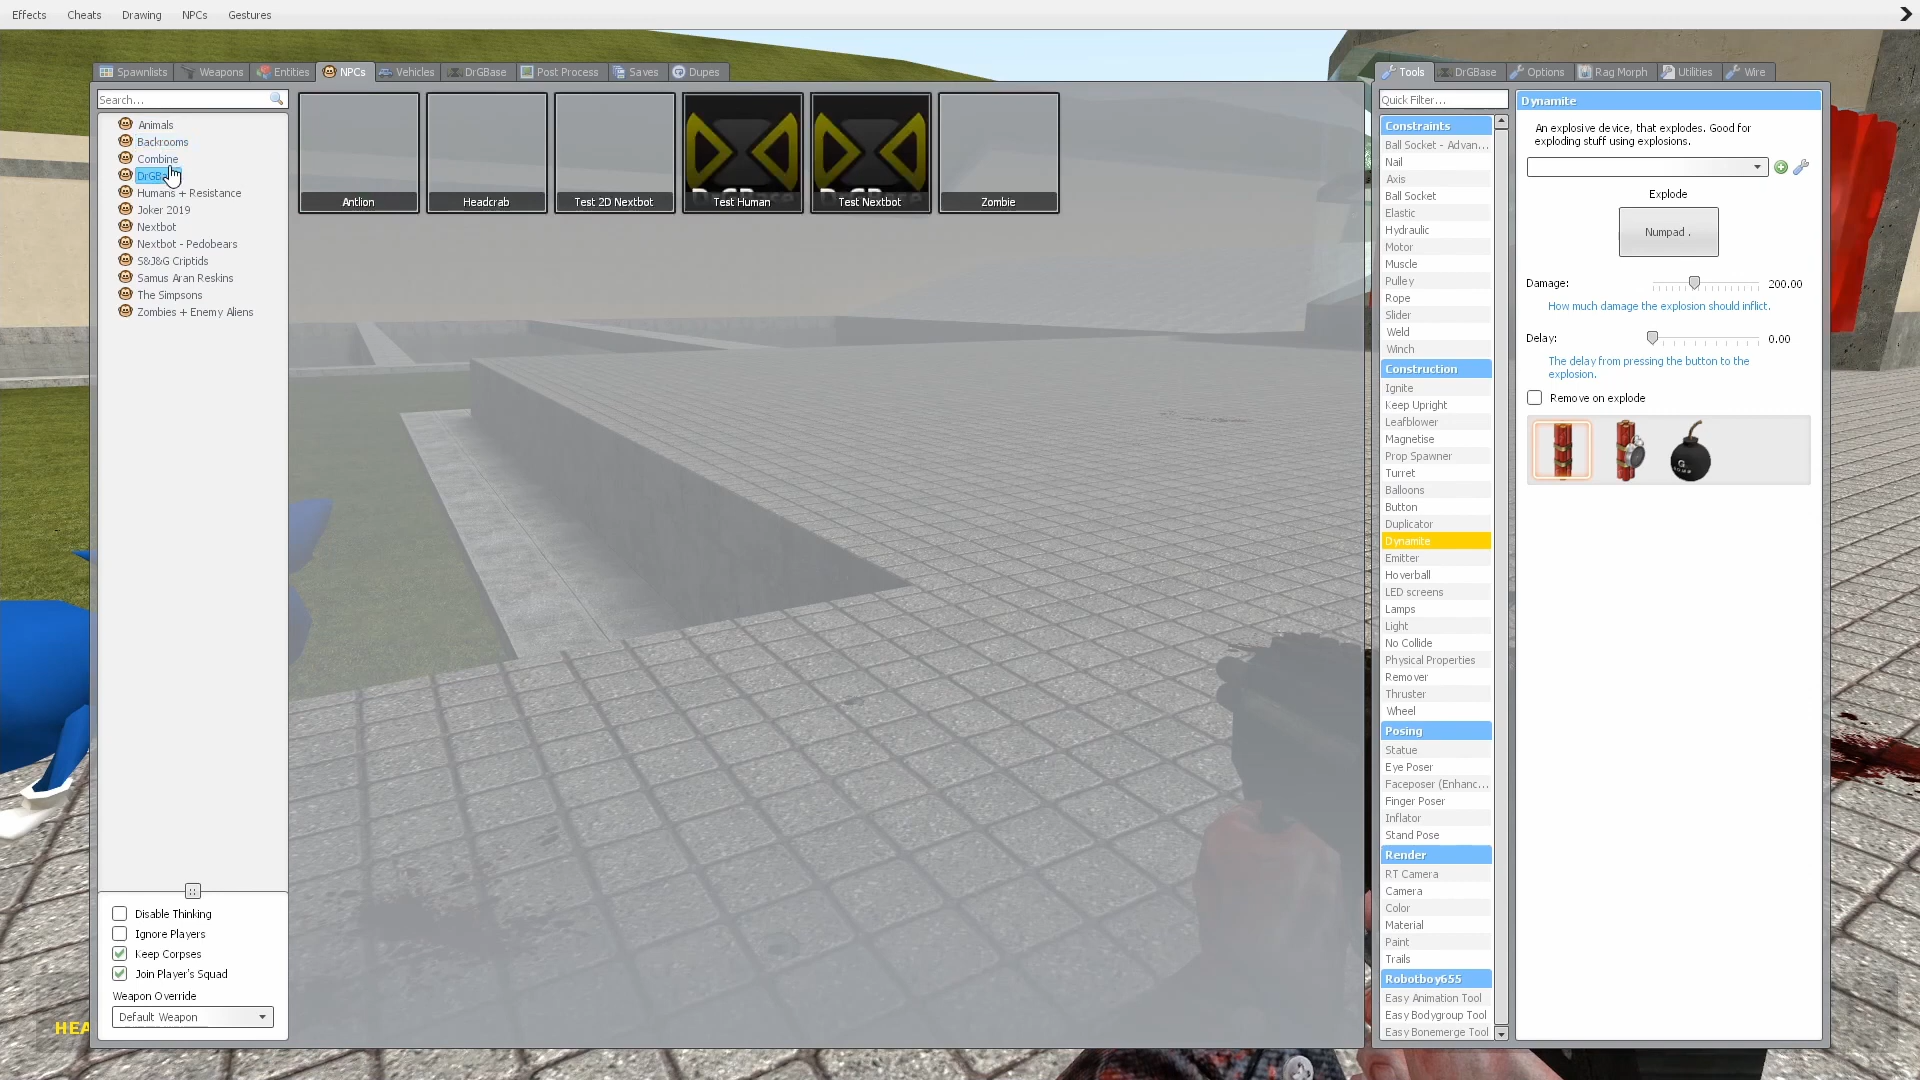 Effects Cheats Drawing NPCs Gestures
Spawnlists Weapons Entities NPCs Vehicles DrGBase Post Process Saves Dupes
Search...
Animals
Backrooms
Combine
Humans + Resistance
Joker 2019
Nextbot
Nextbot - Pedobears
S&J&G Criptids
Samus Aran Reskins
The Simpsons
Zombies + Enemy Aliens
Antlion
Headcrab
Test 2D Nextbot
Test Human
Test Nextbot
Zombie
Disable Thinking
Ignore Players
Keep Corpses
Join Player's Squad
Weapon Override
Default Weapon
HEA
Tools DrGBase Options Rag Morph Utilities Wire
Quick Filter...
Constraints
Ball Socket - Advan...
Nail
Axis
Ball Socket
Elastic
Hydraulic
Motor
Muscle
Pulley
Rope
Slider
Weld
Winch
Construction
Ignite
Keep Upright
Leafblower
Magnetise
Prop Spawner
Turret
Balloons
Button
Duplicator
Dynamite
Emitter
Hoverball
LED screens
Lamps
Light
No Collide
Physical Properties
Remover
Thruster
Wheel
Posing
Statue
Eye Poser
Faceposer (Enhanc...
Finger Poser
Inflator
Stand Pose
Render
RT Camera
Camera
Color
Material
Paint
Trails
Robotboy655
Easy Animation Tool
Easy Bodygroup Tool
Easy Bonemerge Tool
Dynamite
An explosive device, that explodes. Good for
exploding stuff using explosions.
Explode
Numpad .
Damage: 200.00
How much damage the explosion should inflict.
Delay: 0.00
The delay from pressing the button to the
explosion.
Remove on explode